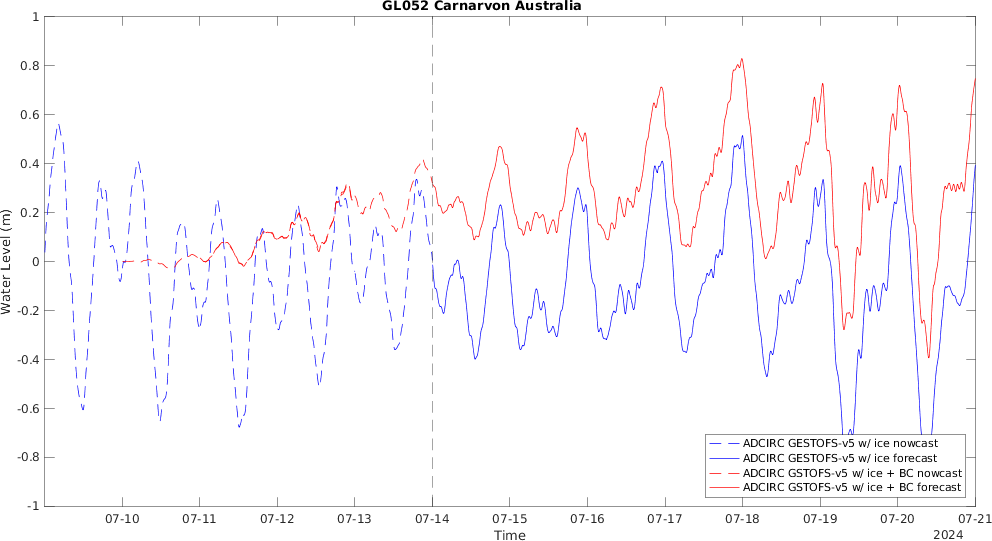 GL052 Carnarvon Australia
1
0.8
0.6
0.4
0.2
0
-0.2
-0.4
-0.6
-0.8
-1
Water Level (m)
07-10 07-11 07-12 07-13 07-14 07-15 07-16 07-17 07-18 07-19 07-20 07-21
Time
2024
ADCIRC GESTOFS-v5 w/ ice nowcast
ADCIRC GESTOFS-v5 w/ ice forecast
ADCIRC GSTOFS-v5 w/ ice + BC nowcast
ADCIRC GSTOFS-v5 w/ ice + BC forecast